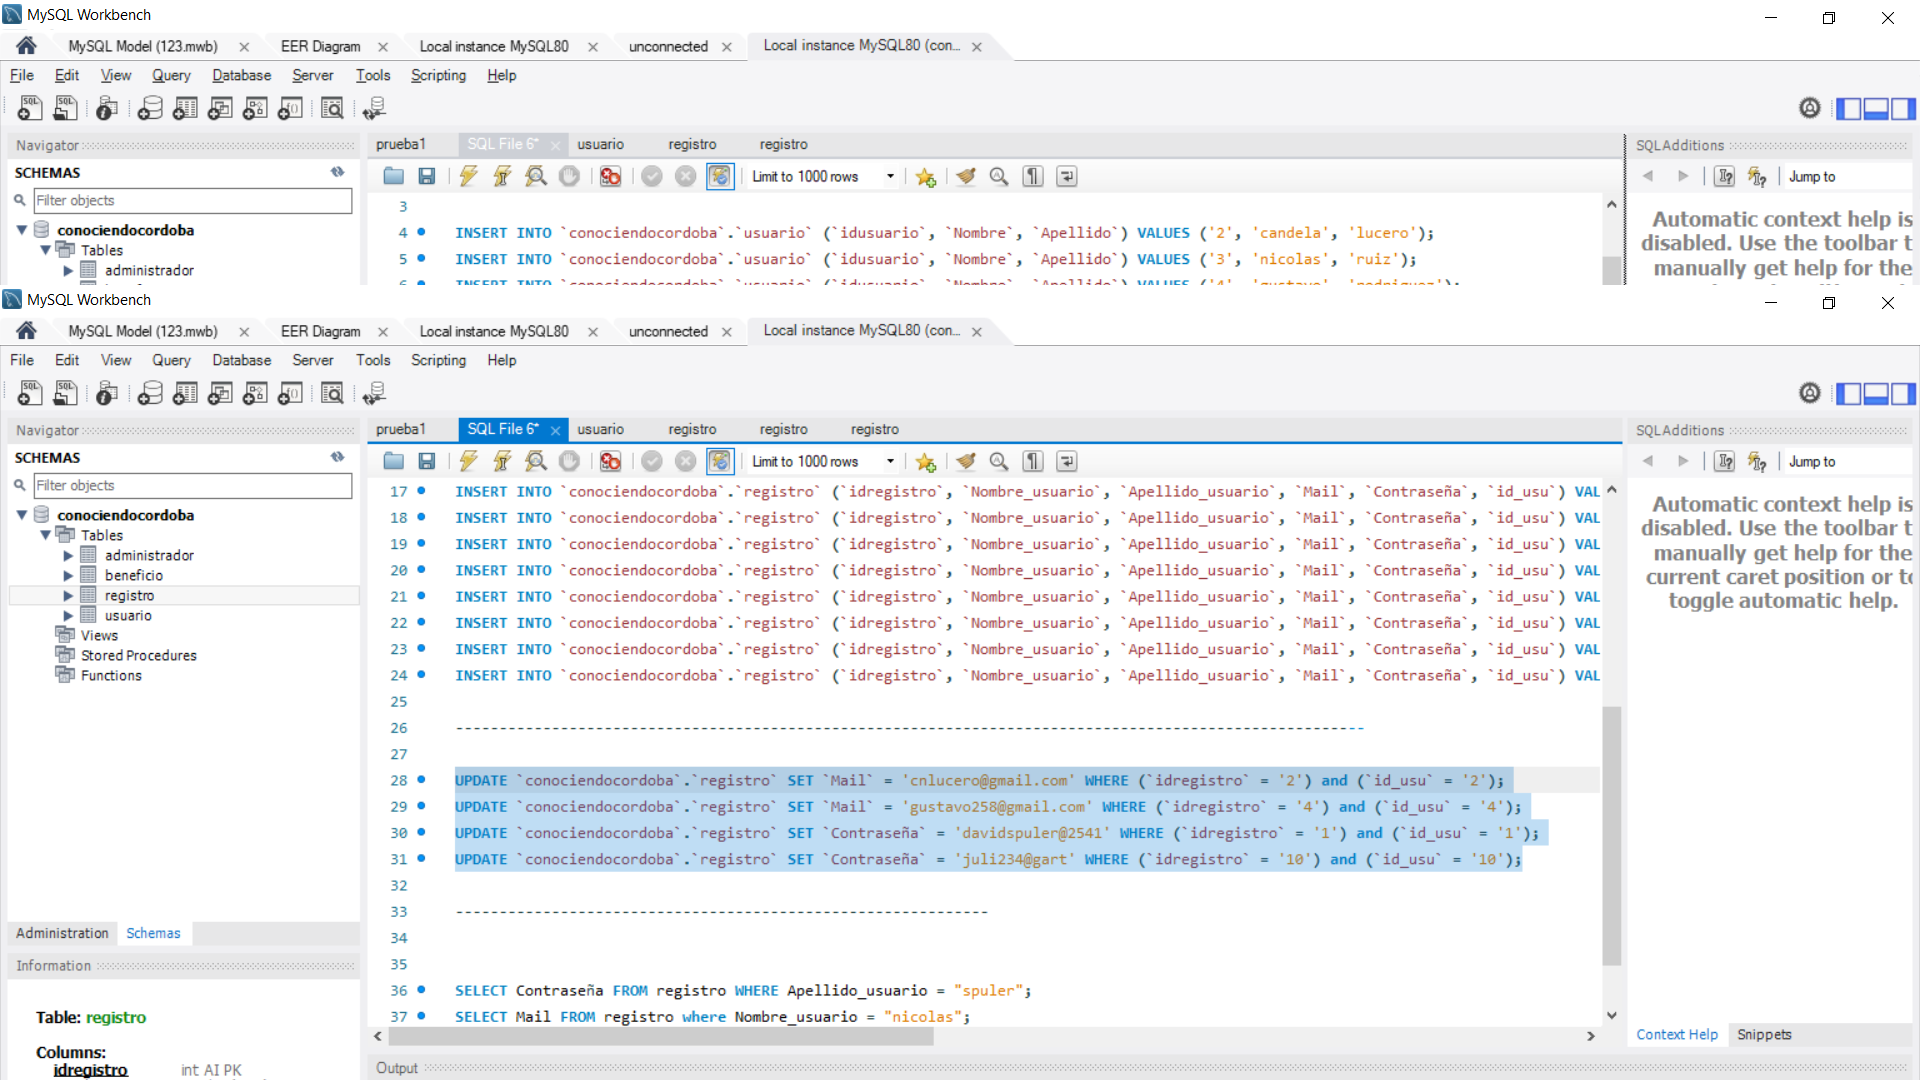 MySQL Workbench
MySQL Model (123.mwb) EER Diagram Local instance MySQL80 unconnected Local instance MySQL80 (con...
File Edit View Query Database Server Tools Scripting Help
Navigator
SCHEMAS
Filter objects
conociendocordoba
Tables
administrador
prueba1 SQL File 6* usuario registro registro
Limit to 1000 rows
3
4 INSERT INTO `conociendocordoba`.`usuario` (`idusuario`, `Nombre`, `Apellido`) VALUES ('2', 'candela', 'lucero');
5 INSERT INTO `conociendocordoba`.`usuario` (`idusuario`, `Nombre`, `Apellido`) VALUES ('3', 'nicolas', 'ruiz');
6 INSERT INTO `conociendocordoba`.`usuario` (`idusuario`, `Nombre`, `Apellido`) VALUES ('4', 'gustavo', 'rodriguez');
SQLAdditions
Jump to
Automatic context help is
disabled. Use the toolbar t
manually get help for the
MySQL Workbench
MySQL Model (123.mwb) EER Diagram Local instance MySQL80 unconnected Local instance MySQL80 (con...
File Edit View Query Database Server Tools Scripting Help
Navigator
SCHEMAS
Filter objects
conociendocordoba
Tables
administrador
beneficio
registro
usuario
Views
Stored Procedures
Functions
Administration Schemas
Information
Table: registro
Columns:
idregistro int AI PK
prueba1 SQL File 6* usuario registro registro registro
Limit to 1000 rows
17 INSERT INTO `conociendocordoba`.`registro` (`idregistro`, `Nombre_usuario`, `Apellido_usuario`, `Mail`, `Contraseña`, `id_usu`) VAL
18 INSERT INTO `conociendocordoba`.`registro` (`idregistro`, `Nombre_usuario`, `Apellido_usuario`, `Mail`, `Contraseña`, `id_usu`) VAL
19 INSERT INTO `conociendocordoba`.`registro` (`idregistro`, `Nombre_usuario`, `Apellido_usuario`, `Mail`, `Contraseña`, `id_usu`) VAL
20 INSERT INTO `conociendocordoba`.`registro` (`idregistro`, `Nombre_usuario`, `Apellido_usuario`, `Mail`, `Contraseña`, `id_usu`) VAL
21 INSERT INTO `conociendocordoba`.`registro` (`idregistro`, `Nombre_usuario`, `Apellido_usuario`, `Mail`, `Contraseña`, `id_usu`) VAL
22 INSERT INTO `conociendocordoba`.`registro` (`idregistro`, `Nombre_usuario`, `Apellido_usuario`, `Mail`, `Contraseña`, `id_usu`) VAL
23 INSERT INTO `conociendocordoba`.`registro` (`idregistro`, `Nombre_usuario`, `Apellido_usuario`, `Mail`, `Contraseña`, `id_usu`) VAL
24 INSERT INTO `conociendocordoba`.`registro` (`idregistro`, `Nombre_usuario`, `Apellido_usuario`, `Mail`, `Contraseña`, `id_usu`) VAL
25
26 --------------------------------------------------------------------------------------------------------
27
28 UPDATE `conociendocordoba`.`registro` SET `Mail` = 'cnlucero@gmail.com' WHERE (`idregistro` = '2') and (`id_usu` = '2');
29 UPDATE `conociendocordoba`.`registro` SET `Mail` = 'gustavo258@gmail.com' WHERE (`idregistro` = '4') and (`id_usu` = '4');
30 UPDATE `conociendocordoba`.`registro` SET `Contraseña` = 'davidspuler@2541' WHERE (`idregistro` = '1') and (`id_usu` = '1');
31 UPDATE `conociendocordoba`.`registro` SET `Contraseña` = 'juli234@gart' WHERE (`idregistro` = '10') and (`id_usu` = '10');
32
33 -------------------------------------------------------------
34
35
36 SELECT Contraseña FROM registro WHERE Apellido_usuario = "spuler";
37 SELECT Mail FROM registro where Nombre_usuario = "nicolas";
Output
SQLAdditions
Jump to
Automatic context help is
disabled. Use the toolbar t
manually get help for the
current caret position or to
toggle automatic help.
Context Help Snippets